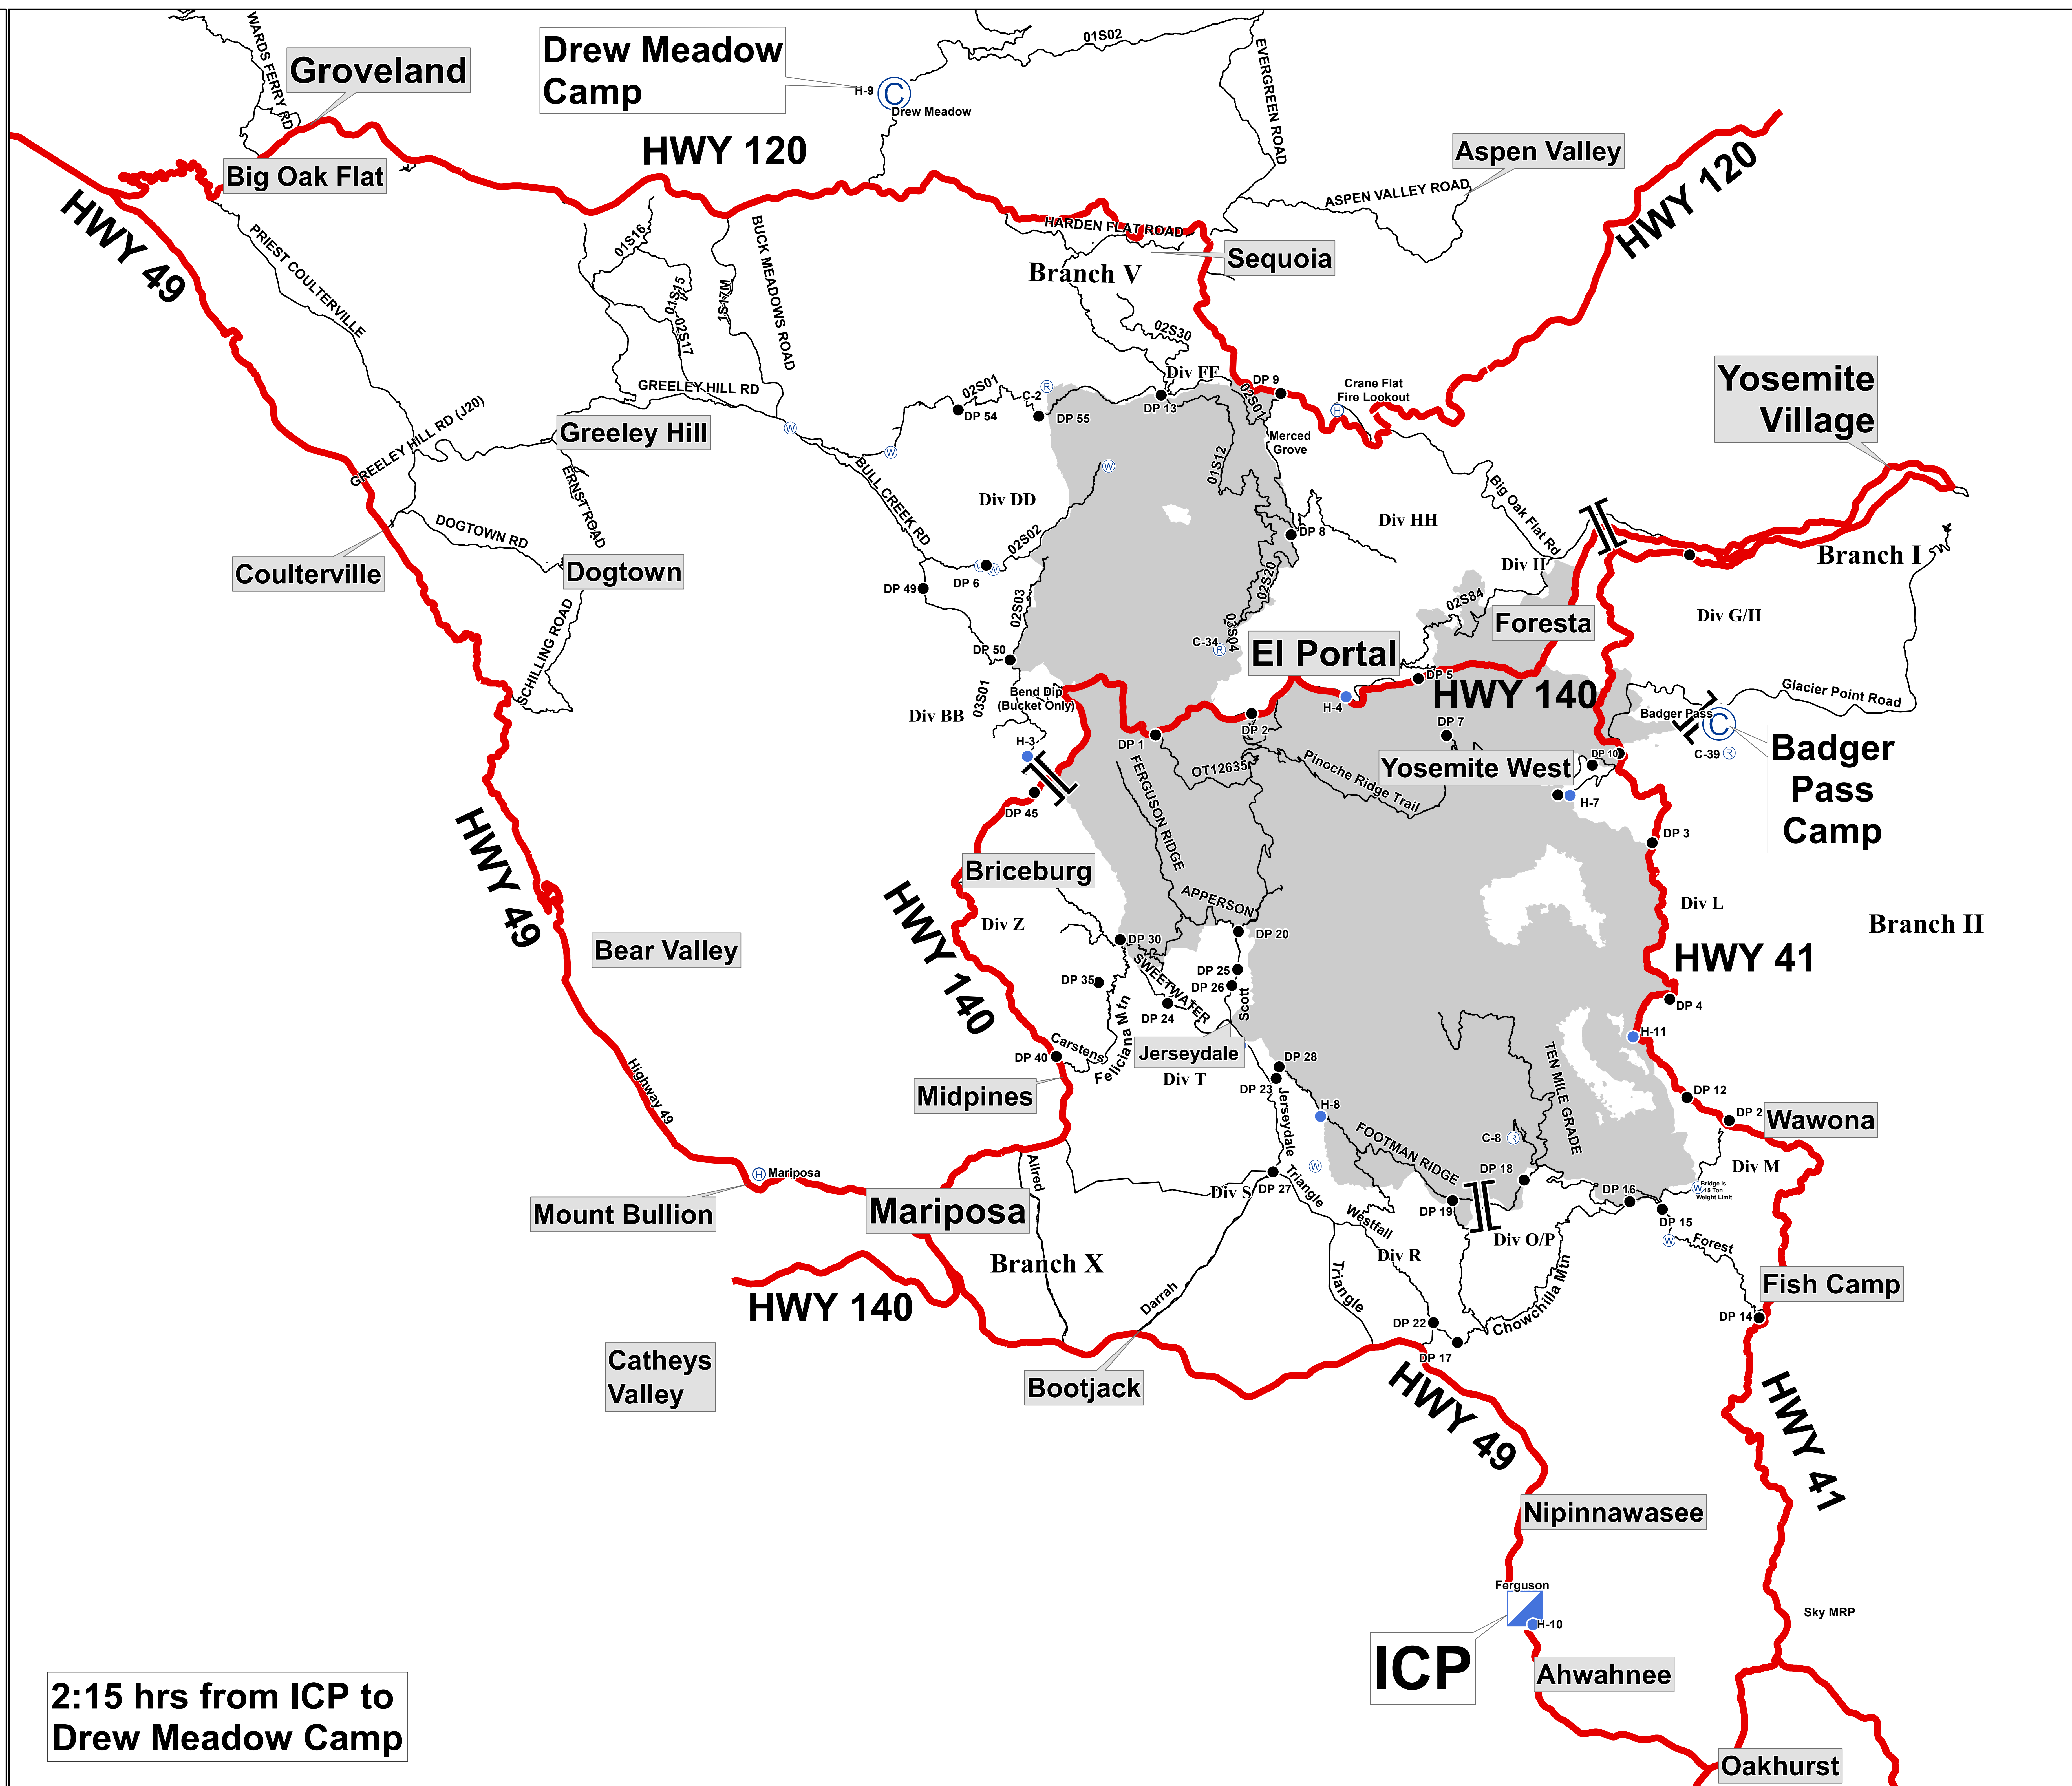 WARDS FERRY RD
Groveland
Drew Meadow
Camp
H-9
C
Drew Meadow
01S02
EVERGREEN ROAD
HWY 120
Aspen Valley
ASPEN VALLEY ROAD
HWY 120
Big Oak Flat
HWY 49
PRIEST COULTERVILLE
01S16
01S15
02S17
1S17M
BUCK MEADOWS ROAD
HARDEN FLAT ROAD
Sequoia
Branch V
02S30
Div FF
DP 9
Crane Flat
Fire Lookout
H
Yosemite
Village
GREELEY HILL RD
GREELEY HILL RD (J20)
Greeley Hill
W
W
02S01
C-2
R
DP 54
DP 55
DP 13
02S01
Merced
Grove
01S12
W
Div DD
BULL CREEK RD
ERNST ROAD
DOGTOWN RD
Dogtown
Coulterville
Big Oak Flat Rd
Div HH
DP 8
Div II
Branch I
02S02
DP 6
W
W
DP 49
02S03
02S20
03S04
02S84
Foresta
Div G/H
SCHILLING ROAD
C-34
R
El Portal
DP 50
03S01
Bend Dip
(Bucket Only)
Div BB
H-3
H-4
DP 5
HWY 140
Glacier Point Road
Badger Pass
C
C-39
R
Badger
Pass
Camp
DP 1
DP 2
DP 7
DP 10
OT12635
Pinoche Ridge Trail
Yosemite West
H-7
DP 45
FERGUSON RIDGE
DP 3
HWY 49
Briceburg
HWY 140
APPERSON
Div Z
Div L
Branch II
Bear Valley
DP 30
DP 20
HWY 41
SWEETWATER
DP 25
DP 26
DP 35
DP 24
Scott
DP 4
Feliciana Mtn
H-11
DP 40
Carstens
Jerseydale
TEN MILE GRADE
Highway 49
Midpines
Div T
DP 28
DP 23
Jerseydale
H-8
DP 12
DP 2
Wawona
FOOTMAN RIDGE
C-8
R
Allred
H
Mariposa
Triangle
W
DP 18
Div M
Div S
DP 27
DP 19
DP 16
W
Bridge is
15 Ton
Weight Limit
DP 15
Mount Bullion
Mariposa
Westfall
Div R
Div O/P
W
Forest
Branch X
Fish Camp
HWY 140
Darrah
Triangle
Chowchilla Mtn
DP 14
DP 22
DP 17
Catheys
Valley
Bootjack
HWY 49
HWY 41
Nipinnawasee
Ferguson
H-10
Sky MRP
ICP
Ahwahnee
2:15 hrs from ICP to
Drew Meadow Camp
Oakhurst